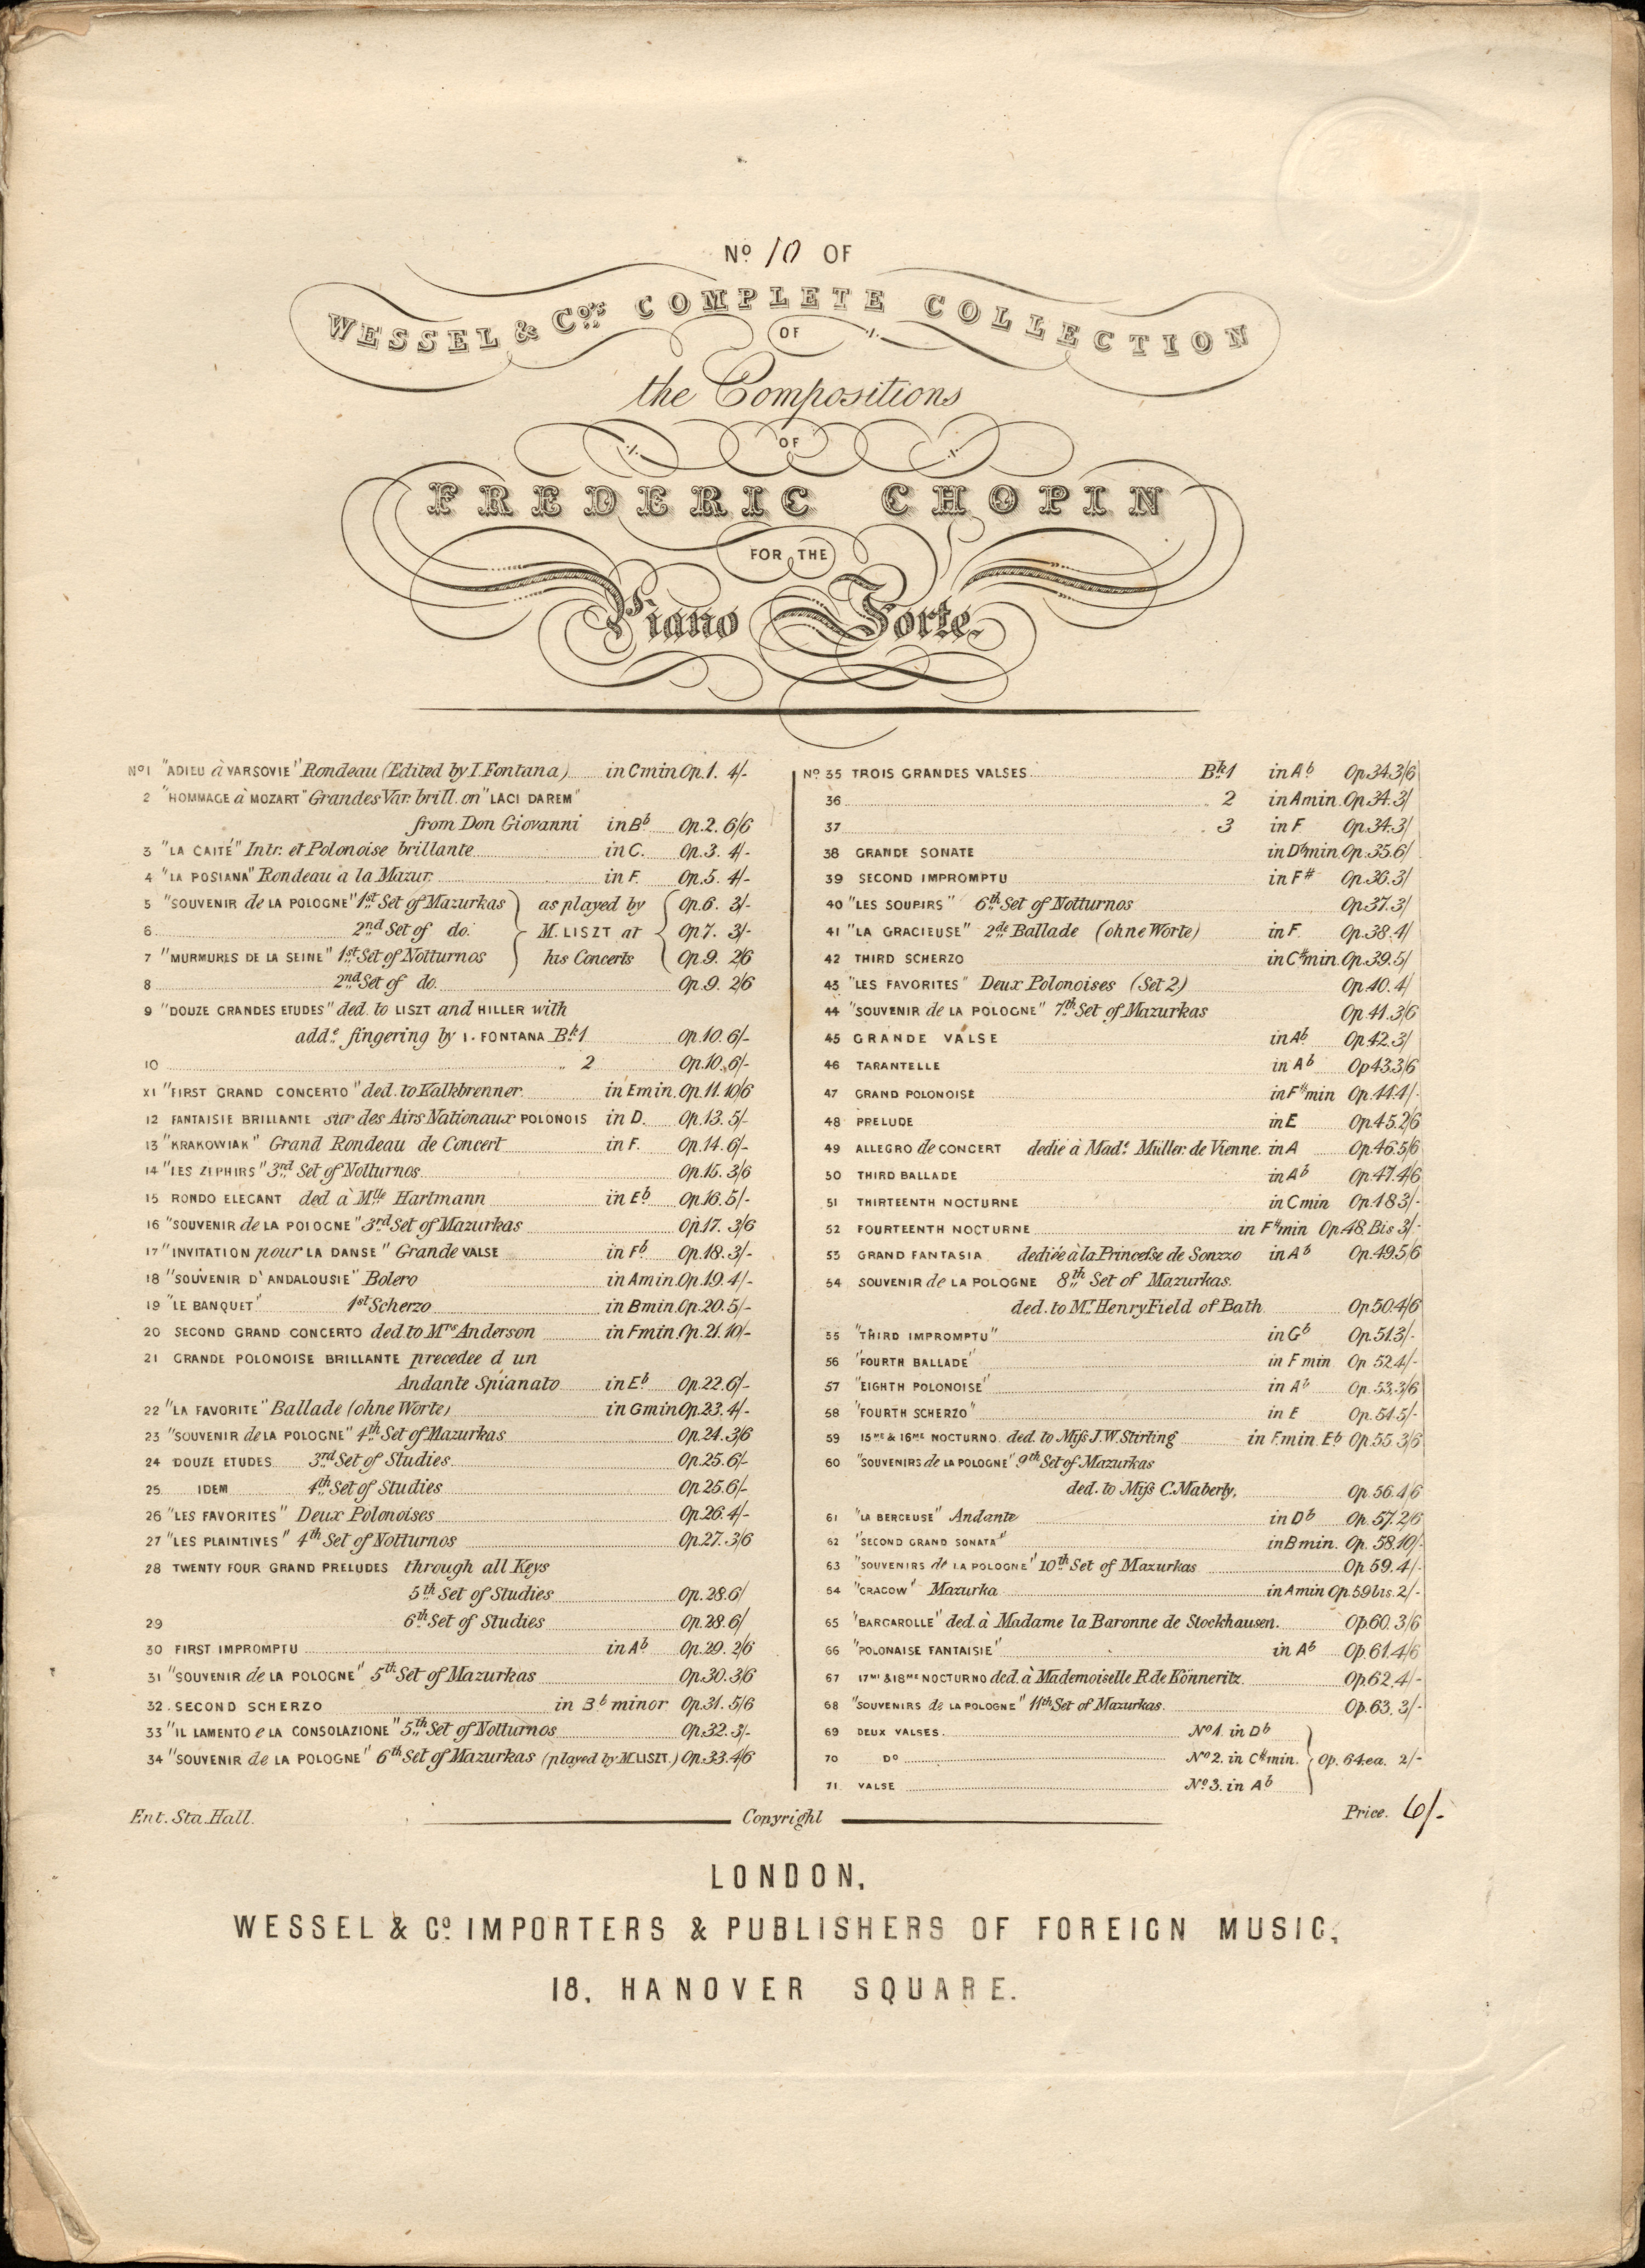 Nº 10 OF
WESSEL & Cº'S COMPLETE COLLECTION
OF
the Compositions
OF
FREDERIC CHOPIN
FOR THE
Piano Forte.
Nº 1 "ADIEU à VARSOVIE" Rondeau (Edited by I. Fontana) in C min Op. 1. 4/-
2 "HOMMAGE à MOZART" Grandes Var. brill. on "LA CI DAREM"
from Don Giovanni in Bb Op. 2. 6/6
3 "LA CAITÉ" Intr. et Polonoise brillante in C. Op. 3. 4/-
4 "LA POSIANA" Rondeau a la Mazur. in F. Op. 5. 4/-
5 "SOUVENIR de LA POLOGNE" 1st Set of Mazurkas as played by Op. 6. 3/-
6 2nd Set of do. M. LISZT at Op. 7. 3/-
7 "MURMURES DE LA SEINE" 1st Set of Notturnos his Concerts Op. 9. 2/6
8 2nd Set of do. Op. 9. 2/6
9 "DOUZE GRANDES ETUDES" ded. to LISZT and HILLER with
adde. fingering by I. FONTANA Bk. 1 Op. 10. 6/-
10 " 2 Op. 10. 6/-
XI "FIRST GRAND CONCERTO" ded. to Kalkbrenner. in E min. Op. 11. 10/6
12 FANTAISIE BRILLANTE sur des Airs Nationaux POLONOIS in D. Op. 13. 5/-
13 "KRAKOWIAK" Grand Rondeau de Concert in F. Op. 14. 6/-
14 "LES ZEPHIRS" 3rd Set of Notturnos Op. 15. 3/6
15 RONDO ELEGANT ded à Mlle Hartmann in Eb Op. 16. 5/-
16 "SOUVENIR de LA POLOGNE" 3rd Set of Mazurkas Op. 17. 3/6
17 "INVITATION pour LA DANSE" Grande VALSE in Fb Op. 18. 3/-
18 "SOUVENIR D'ANDALOUSIE" Bolero in A min. Op. 19. 4/-
19 "LE BANQUET" 1st Scherzo in B min. Op. 20. 5/-
20 SECOND GRAND CONCERTO ded to Mrs Anderson in F min. Op. 21. 10/-
21 GRANDE POLONOISE BRILLANTE precedee d un
Andante Spianato in Eb Op. 22. 6/-
22 "LA FAVORITE" Ballade (ohne Worte) in G min Op. 23. 4/-
23 "SOUVENIR de LA POLOGNE" 4th Set of Mazurkas Op. 24. 3/6
24 DOUZE ETUDES 3rd Set of Studies Op. 25. 6/-
25 IDEM 4th Set of Studies Op. 25. 6/-
26 "LES FAVORITES" Deux Polonoises Op. 26. 4/-
27 "LES PLAINTIVES" 4th Set of Notturnos Op. 27. 3/6
28 TWENTY FOUR GRAND PRELUDES through all Keys
5th Set of Studies Op. 28. 6/
29 6th Set of Studies Op. 28. 6/
30 FIRST IMPROMPTU in Ab Op. 29. 2/6
31 "SOUVENIR de LA POLOGNE" 5th Set of Mazurkas Op. 30. 3/6
32 SECOND SCHERZO in Bb minor Op. 31. 5/6
33 "IL LAMENTO e LA CONSOLAZIONE" 5th Set of Notturnos Op. 32. 3/-
34 "SOUVENIR de LA POLOGNE" 6th Set of Mazurkas (played by M. LISZT.) Op. 33. 4/6
Nº 35 TROIS GRANDES VALSES Bk. 1 in Ab Op. 34. 3/6
36 2 in A min. Op. 34. 3/
37 3 in F Op. 34. 3/
38 GRANDE SONATE in Db min. Op. 35. 6/
39 SECOND IMPROMPTU in F# Op. 36. 3/
40 "LES SOUPIRS" 6th Set of Notturnos Op. 37. 3/
41 "LA GRACIEUSE" 2de Ballade (ohne Worte) in F. Op. 38. 4/
42 THIRD SCHERZO in C# min. Op. 39. 5/
43 "LES FAVORITES" Deux Polonoises (Set 2) Op. 40. 4/
44 "SOUVENIR de LA POLOGNE" 7th Set of Mazurkas Op. 41. 3/6
45 GRANDE VALSE in Ab Op. 42. 3/
46 TARANTELLE in Ab Op 43. 3/6
47 GRAND POLONOISE in F# min Op. 44. 4/-
48 PRELUDE in E Op. 45. 2/6
49 ALLEGRO de CONCERT dedié à Made. Müller. de Vienne. in A Op. 46. 5/6
50 THIRD BALLADE in Ab Op. 47. 4/6
51 THIRTEENTH NOCTURNE in C min Op. 48 3/-
52 FOURTEENTH NOCTURNE in F# min Op. 48 Bis 3/-
53 GRAND FANTASIA dediée à la Princesse de Sonzzo in Ab Op. 49. 5/6
54 SOUVENIR de LA POLOGNE 8th Set of Mazurkas.
ded. to Mr. Henry Field of Bath Op 50. 4/6
55 "THIRD IMPROMPTU" in Gb Op. 51. 3/-
56 "FOURTH BALLADE" in F min Op 52. 4/-
57 "EIGHTH POLONOISE" in Ab Op. 53. 3/6
58 "FOURTH SCHERZO" in E Op. 54. 5/-
59 15ME & 16ME NOCTURNO. ded. to Miss J. W. Stirling in F min. Eb Op. 55 3/6
60 "SOUVENIRS de LA POLOGNE" 9th Set of Mazurkas
ded. to Miss C. Maberly, Op. 56. 4/6
61 "LA BERCEUSE" Andante in Db Op. 57. 2/6
62 "SECOND GRAND SONATA" in B min. Op. 58. 10/-
63 "SOUVENIRS de LA POLOGNE" 10th Set of Mazurkas Op 59. 4/-
64 "CRACOW" Mazurka in A min Op. 59 bis. 2/-
65 "BARCAROLLE" ded. à Madame la Baronne de Stockhausen. Op. 60. 3/6
66 "POLONAISE FANTAISIE" in Ab Op. 61. 4/6
67 17ME & 18ME NOCTURNO ded. à Mademoiselle R. de Könneritz. Op. 62. 4/-
68 "SOUVENIRS de LA POLOGNE" 11th Set of Mazurkas. Op. 63. 3/-
69 DEUX VALSES. Nº 1. in Db
70 Dº Nº 2. in C# min. Op. 64. ea. 2/-
71 VALSE Nº 3. in Ab
Ent. Sta. Hall. Copyright Price. 6/-
LONDON,
WESSEL & Cº. IMPORTERS & PUBLISHERS OF FOREIGN MUSIC,
18, HANOVER SQUARE.